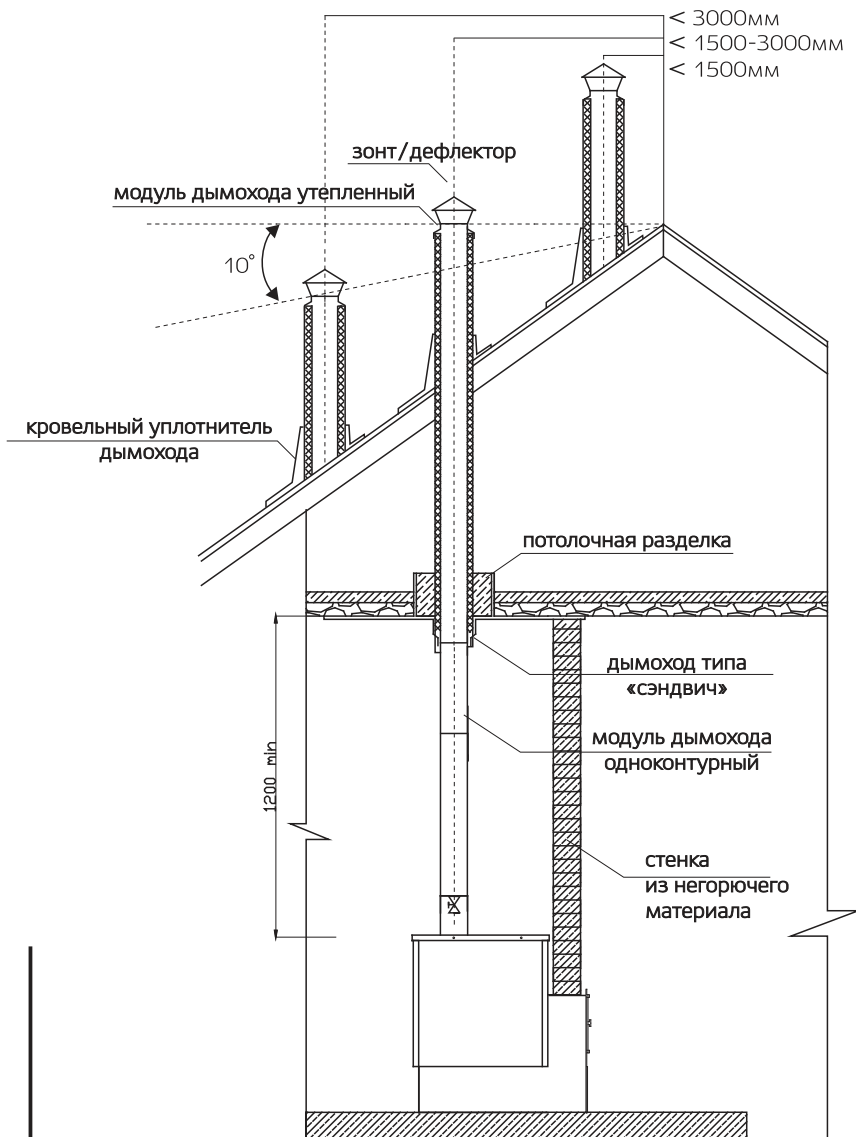 < 3000мм
< 1500-3000мм
< 1500мм
зонт/дефлектор
модуль дымохода утепленный
10°
кровельный уплотнитель
дымохода
потолочная разделка
дымоход типа
«сэндвич»
модуль дымохода
одноконтурный
1200 min
стенка
из негорючего
материала